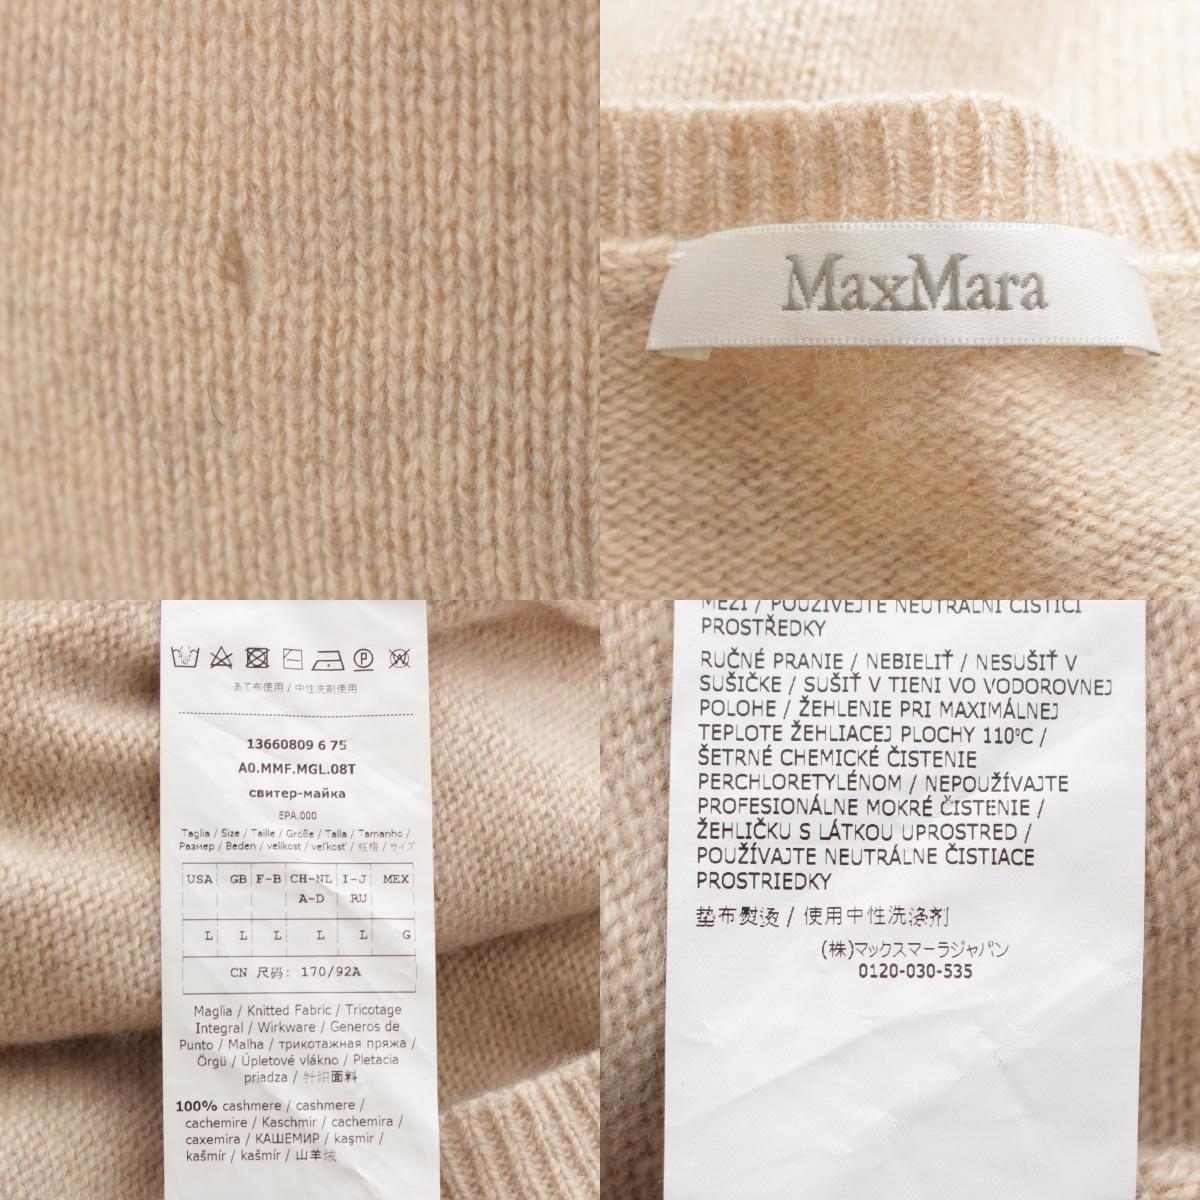 MaxMara
あて布使用 / 中性洗剤使用
13660809 6 75
A0.MMF.MGL.08T
свитер-майка
EPA.000
Taglia / Size / Taille / Größe / Talla / Tamanho /
Размер / Beden / velikost / veľkosť / 规格 / サイズ
USA GB F-B CH-NL I-J MEX
A-D RU
L L L L L G
CN 尺码: 170/92A
Maglia / Knitted Fabric / Tricotage
Integral / Wirkware / Generos de
Punto / Malha / трикотажная пряжа /
Örgü / Úpletové vlákno / Pletacia
priadza / 针织面料
100% cashmere / cashmere /
cachemire / Kaschmir / cachemira /
caxemira / КАШЕМИР / kaşmir /
kašmír / kašmír / 山羊绒
MEZÍ / POUŽÍVEJTE NEUTRÁLNÍ ČISTÍCÍ
PROSTŘEDKY
RUČNÉ PRANIE / NEBIELIŤ / NESUŠIŤ V
SUŠIČKE / SUŠIŤ V TIENI VO VODOROVNEJ
POLOHE / ŽEHLENIE PRI MAXIMÁLNEJ
TEPLOTE ŽEHLIACEJ PLOCHY 110°C /
ŠETRNÉ CHEMICKÉ ČISTENIE
PERCHLORETYLÉNOM / NEPOUŽÍVAJTE
PROFESIONÁLNE MOKRÉ ČISTENIE /
ŽEHLIČKU S LÁTKOU UPROSTRED /
POUŽÍVAJTE NEUTRÁLNE ČISTIACE
PROSTRIEDKY
垫布熨烫 / 使用中性洗涤剂
(株)マックスマーラジャパン
0120-030-535